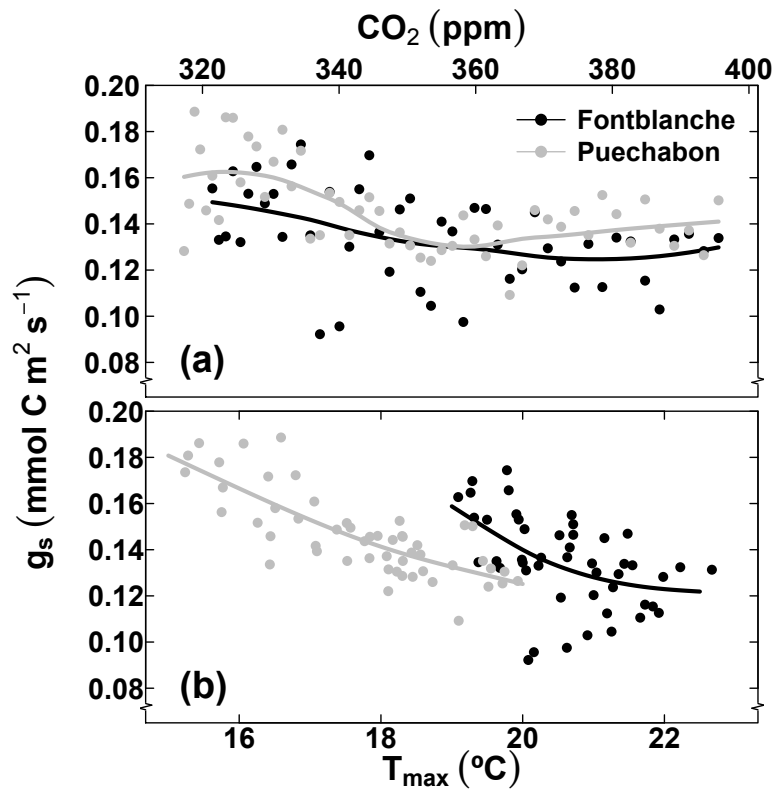 CO₂ (ppm)
320 340 360 380 400
0.20
0.18
0.16
0.14
0.12
0.10
0.08
Fontblanche
Puechabon
(a)
gₛ (mmol C m² s⁻¹)
0.20
0.18
0.16
0.14
0.12
0.10
0.08
(b)
16 18 20 22
Tₘₐₓ (ºC)